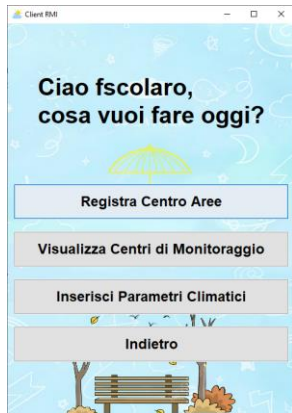 Client RMI
Ciao fscolaro,
cosa vuoi fare oggi?
Registra Centro Aree
Visualizza Centri di Monitoraggio
Inserisci Parametri Climatici
Indietro